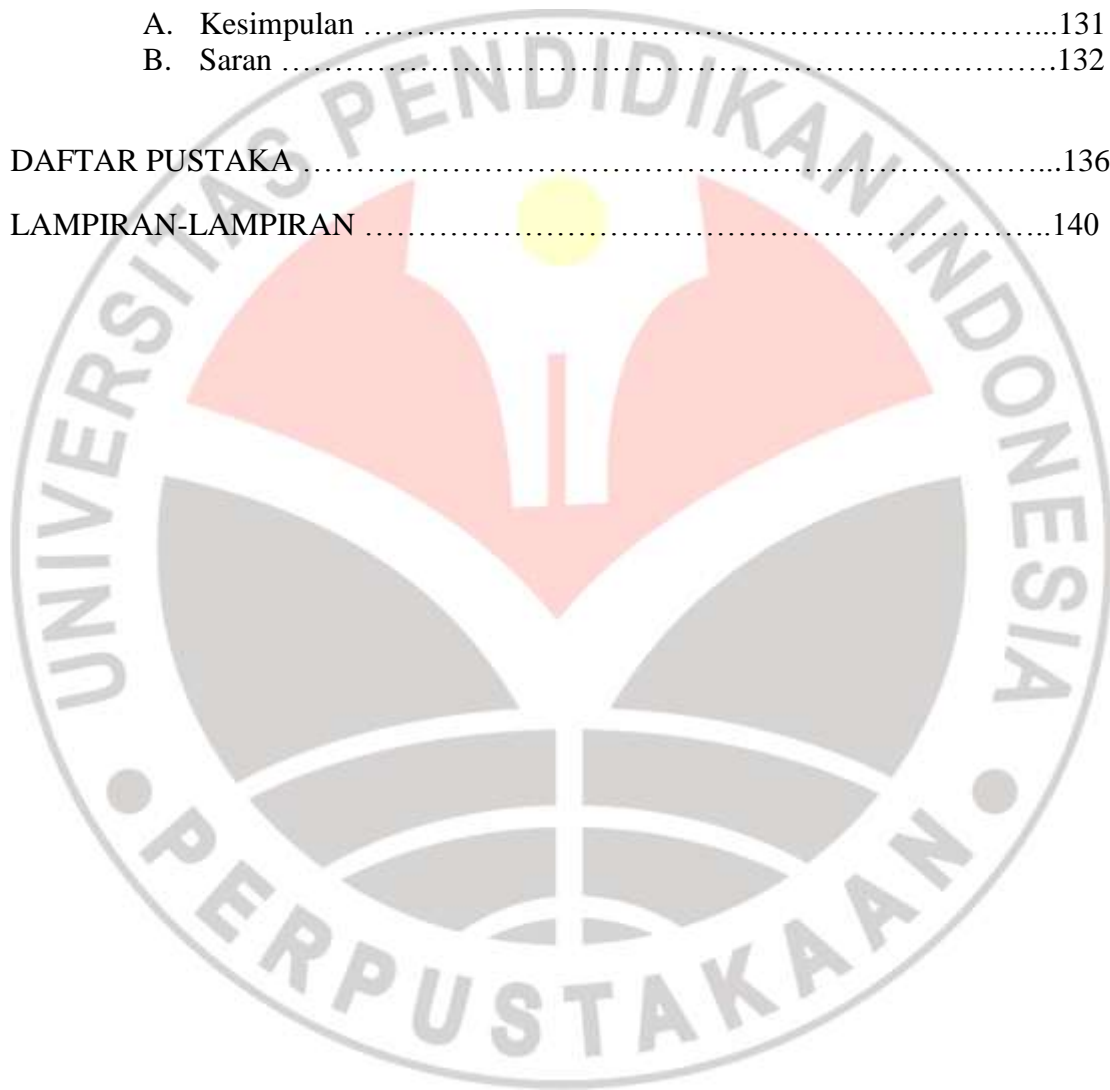 A. Kesimpulan ……………………………………………………...131
B. Saran ……………………………………………………………….132
DAFTAR PUSTAKA ……………………………………………………………...136
LAMPIRAN-LAMPIRAN ………………………………………………………..140
UNIVERSITAS PENDIDIKAN INDONESIA
PERPUSTAKAAN